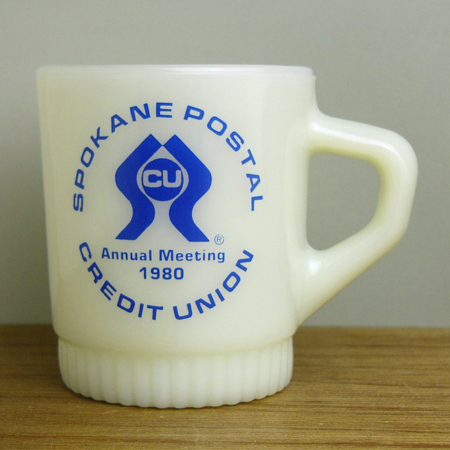 SPOKANE POSTAL
CU
®
Annual Meeting
1980
CREDIT UNION